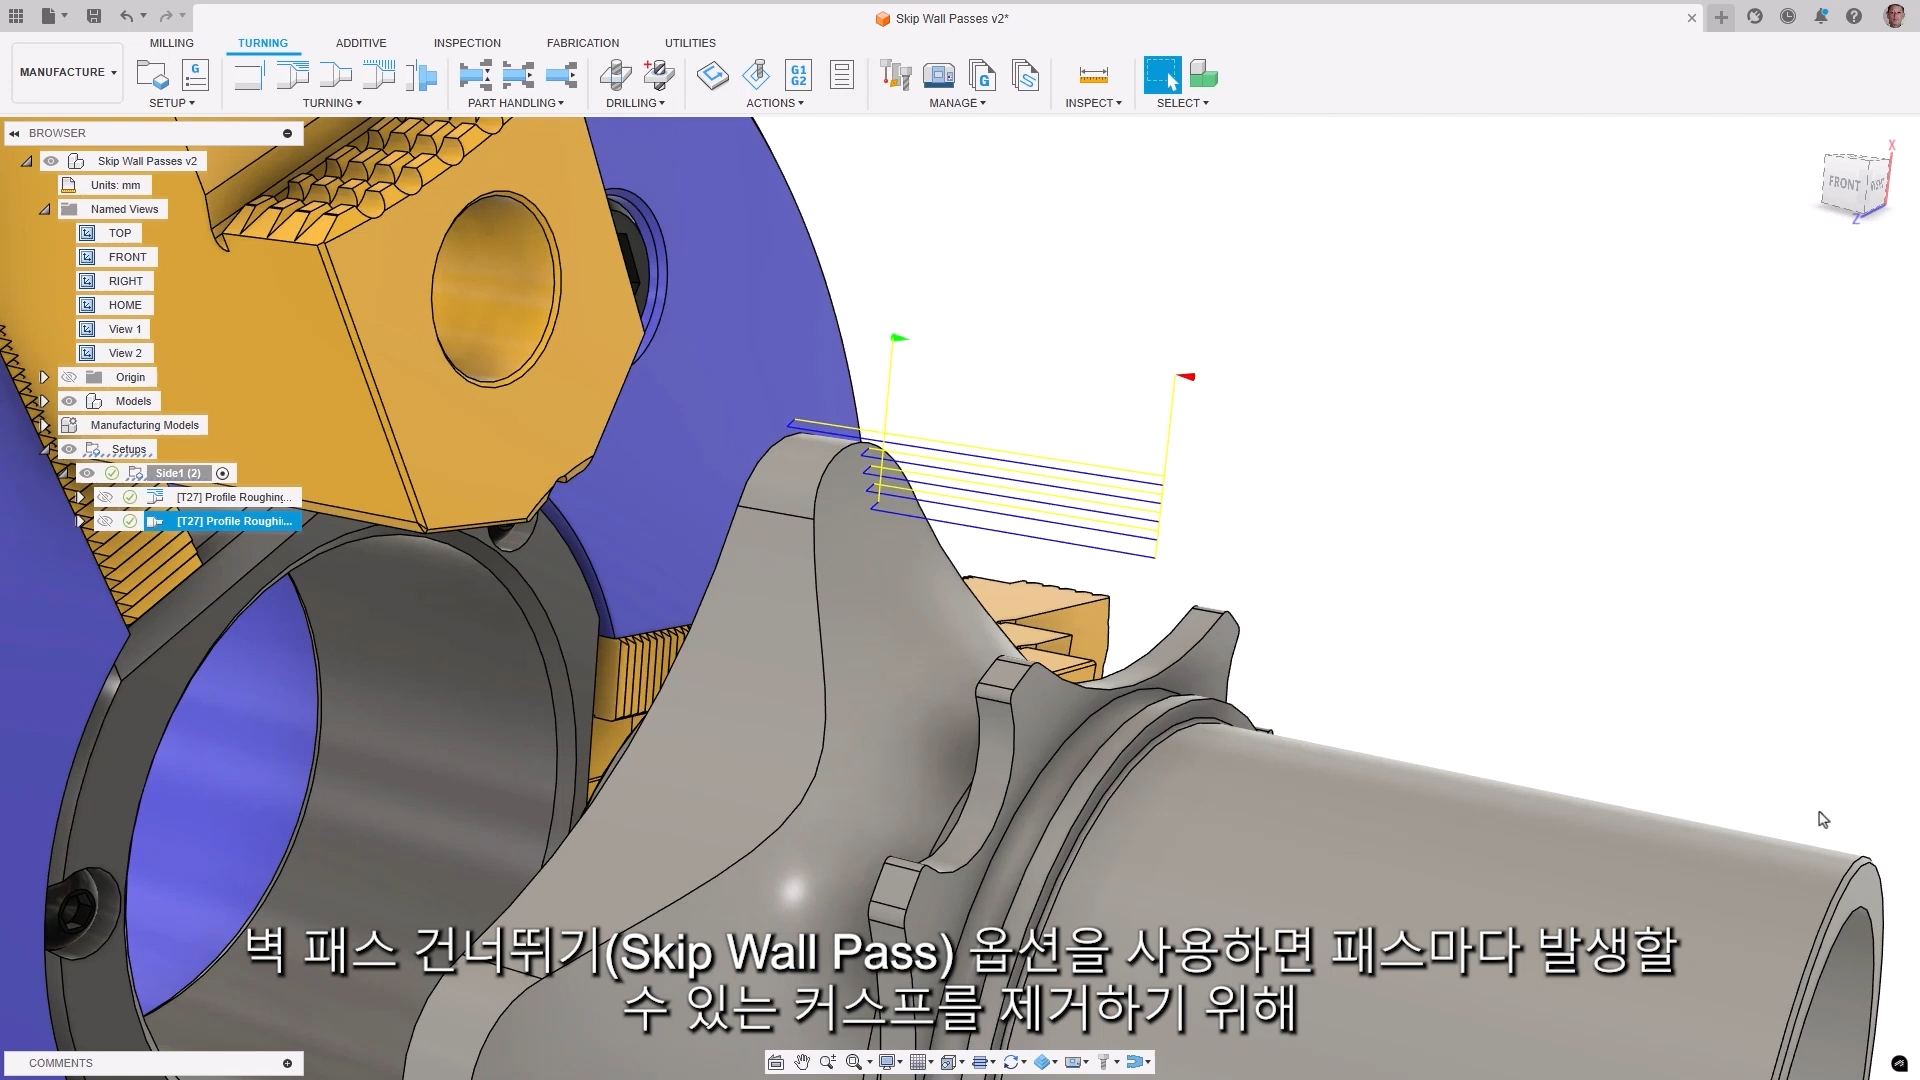 Skip Wall Passes v2*
MILLING
TURNING
ADDITIVE
INSPECTION
FABRICATION
UTILITIES
MANUFACTURE
G
G1
G2
G
SETUP
TURNING
PART HANDLING
DRILLING
ACTIONS
MANAGE
INSPECT
SELECT
BROWSER
Skip Wall Passes v2
Units: mm
Named Views
TOP
FRONT
RIGHT
HOME
View 1
View 2
Origin
Models
Manufacturing Models
Setups
Side1 (2)
[T27] Profile Roughing...
[T27] Profile Roughi...
X
FRONT
RIGHT
Z
벽 패스 건너뛰기(Skip Wall Pass) 옵션을 사용하면 패스마다 발생할
수 있는 커스프를 제거하기 위해
COMMENTS